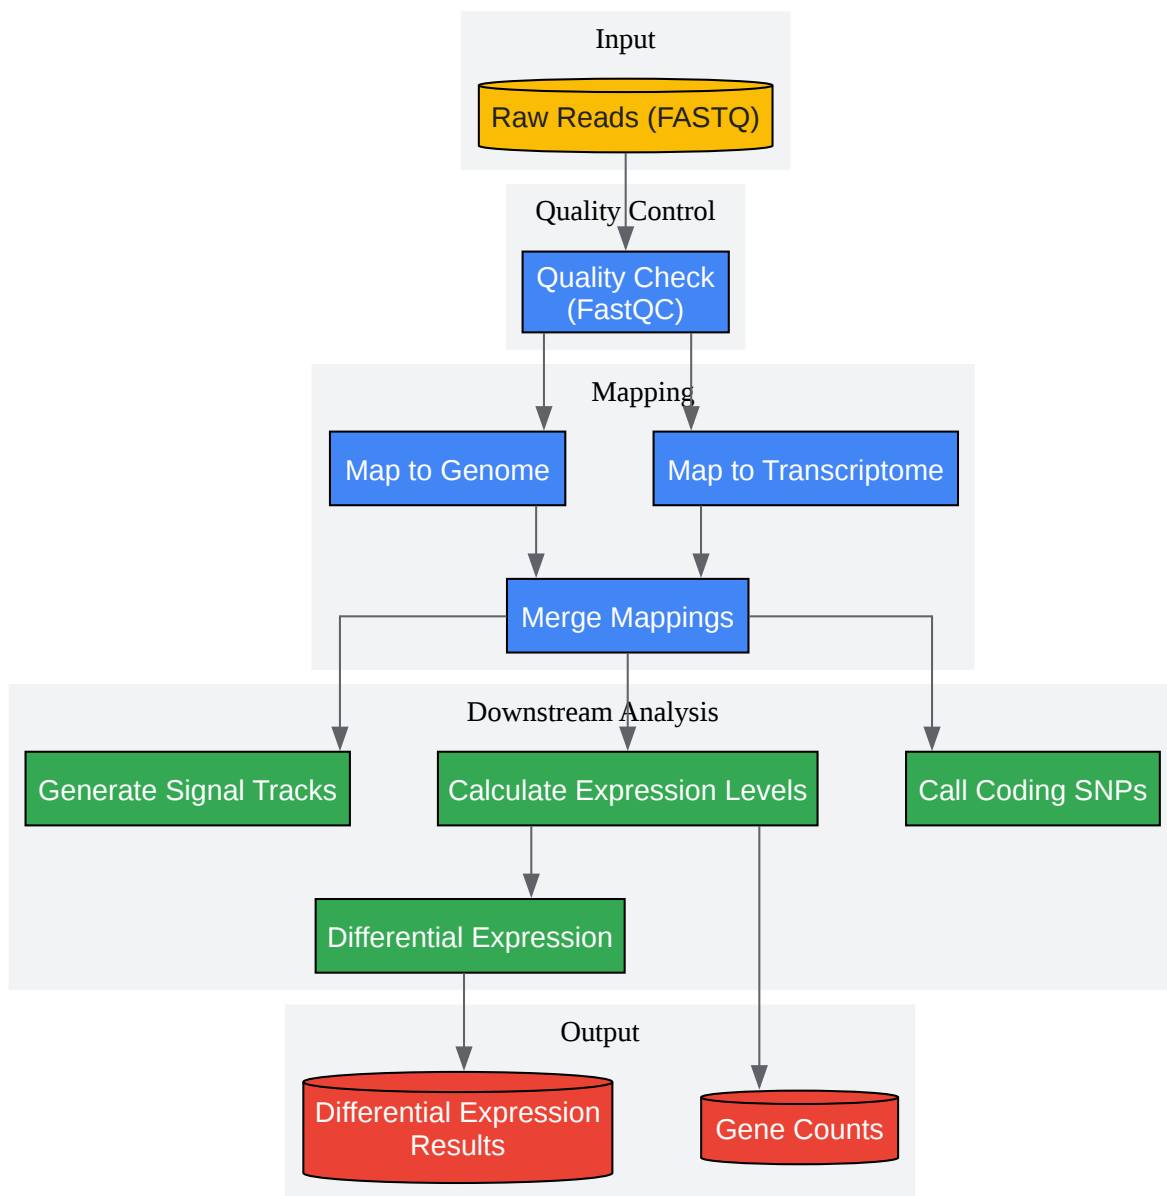 Input
Raw Reads (FASTQ)
Quality Control
Quality Check
(FastQC)
Mapping
Map to Genome
Map to Transcriptome
Merge Mappings
Downstream Analysis
Generate Signal Tracks
Calculate Expression Levels
Call Coding SNPs
Differential Expression
Output
Differential Expression
Results
Gene Counts